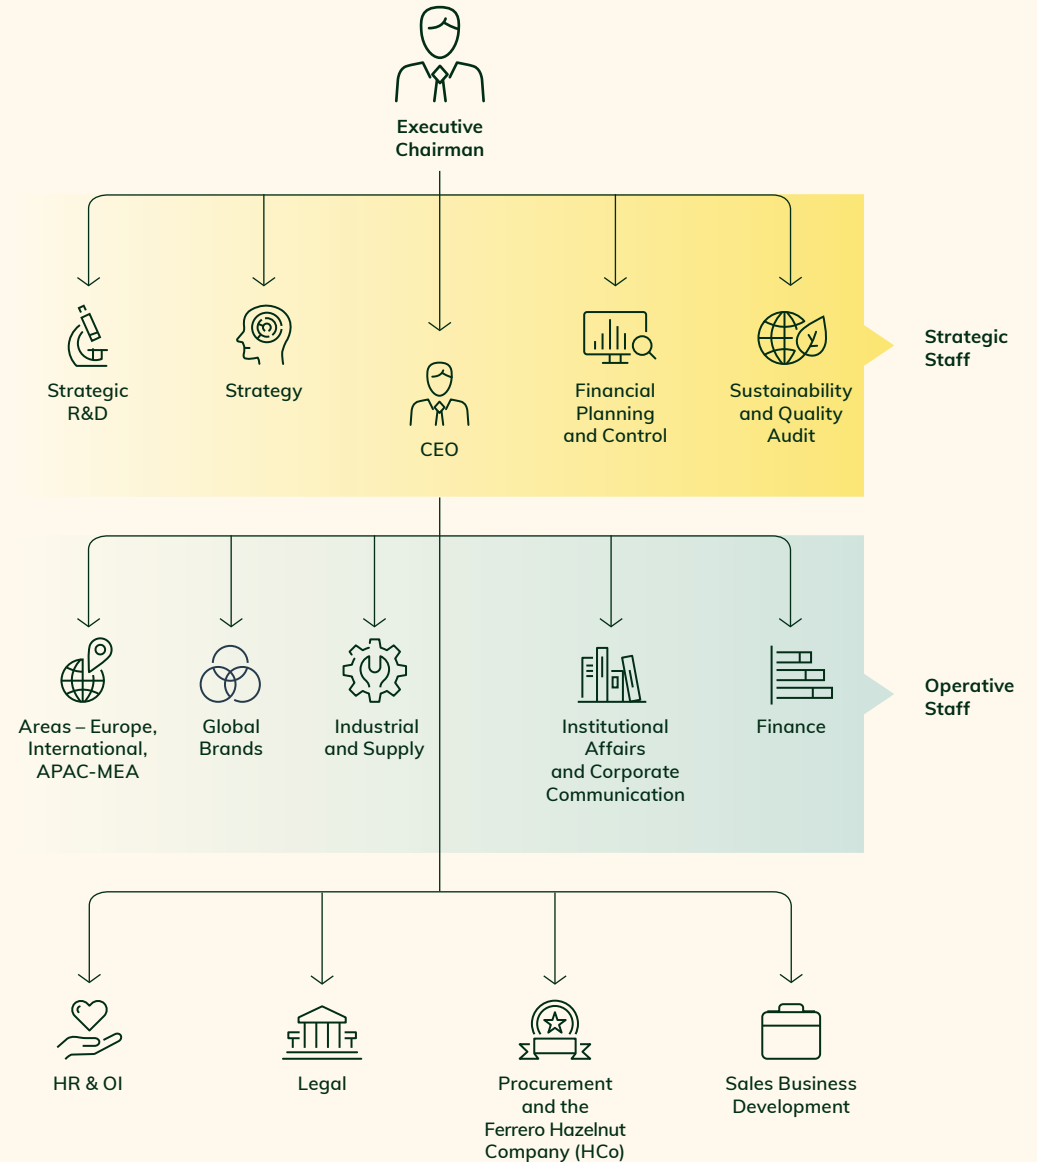 Executive
Chairman
Strategic
R&D
Strategy
CEO
Financial
Planning
and Control
Sustainability
and Quality
Audit
Strategic
Staff
Areas – Europe,
International,
APAC-MEA
Global
Brands
Industrial
and Supply
Institutional
Affairs
and Corporate
Communication
Finance
Operative
Staff
HR & OI
Legal
Procurement
and the
Ferrero Hazelnut
Company (HCo)
Sales Business
Development